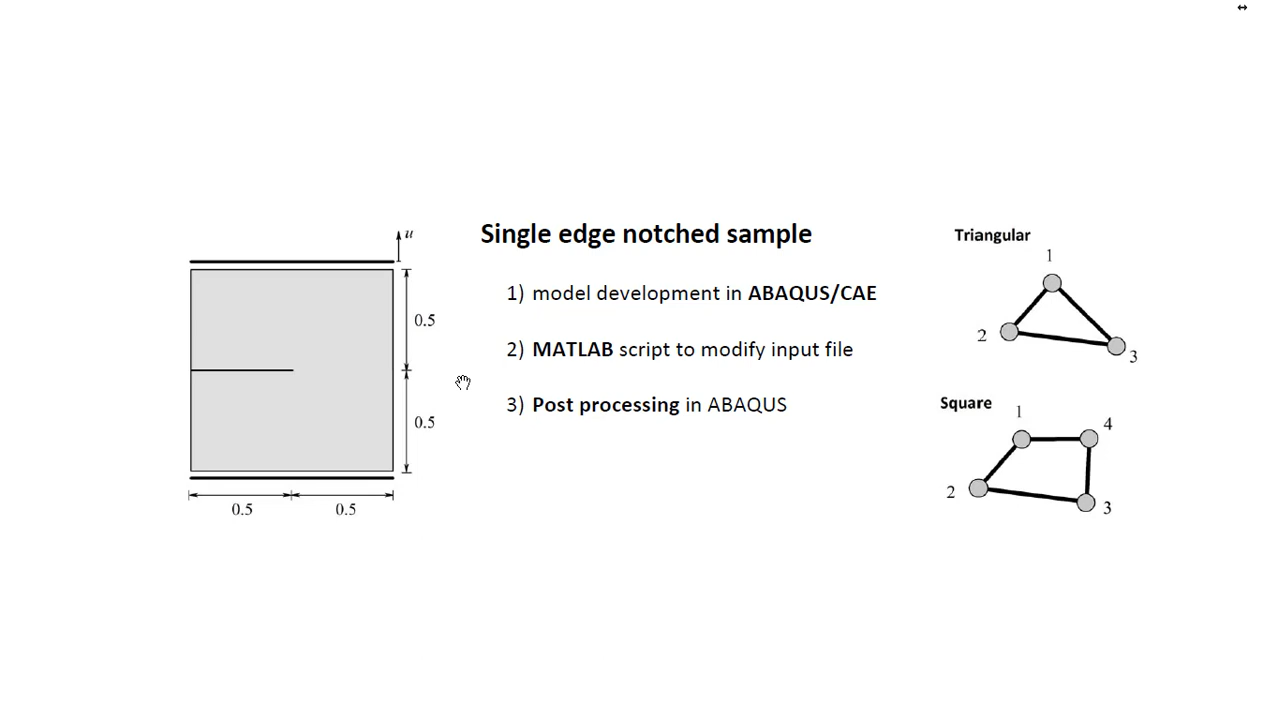 Single edge notched sample
1) model development in ABAQUS/CAE
2) MATLAB script to modify input file
3) Post processing in ABAQUS
u
0.5
0.5
0.5
0.5
Triangular
1
2
3
Square
1
4
2
3